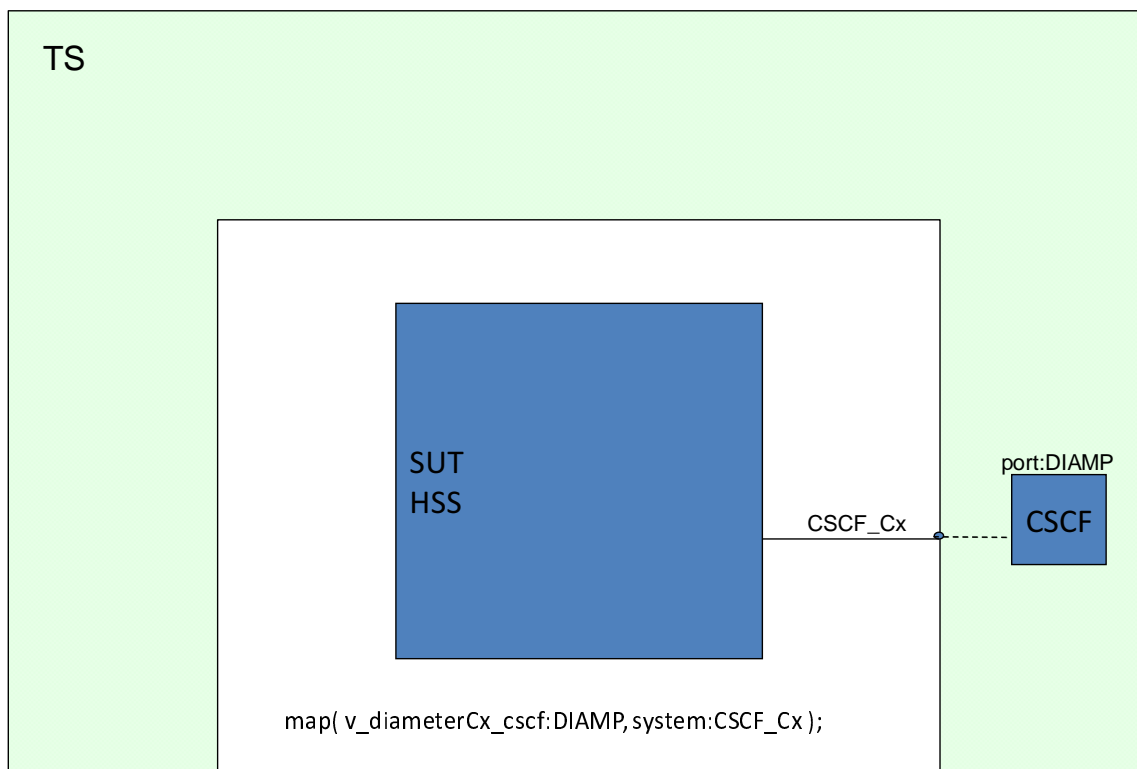 TS
SUT
HSS
port:DIAMP
CSCF
CSCF_Cx
map( v_diameterCx_cscf:DIAMP, system:CSCF_Cx );